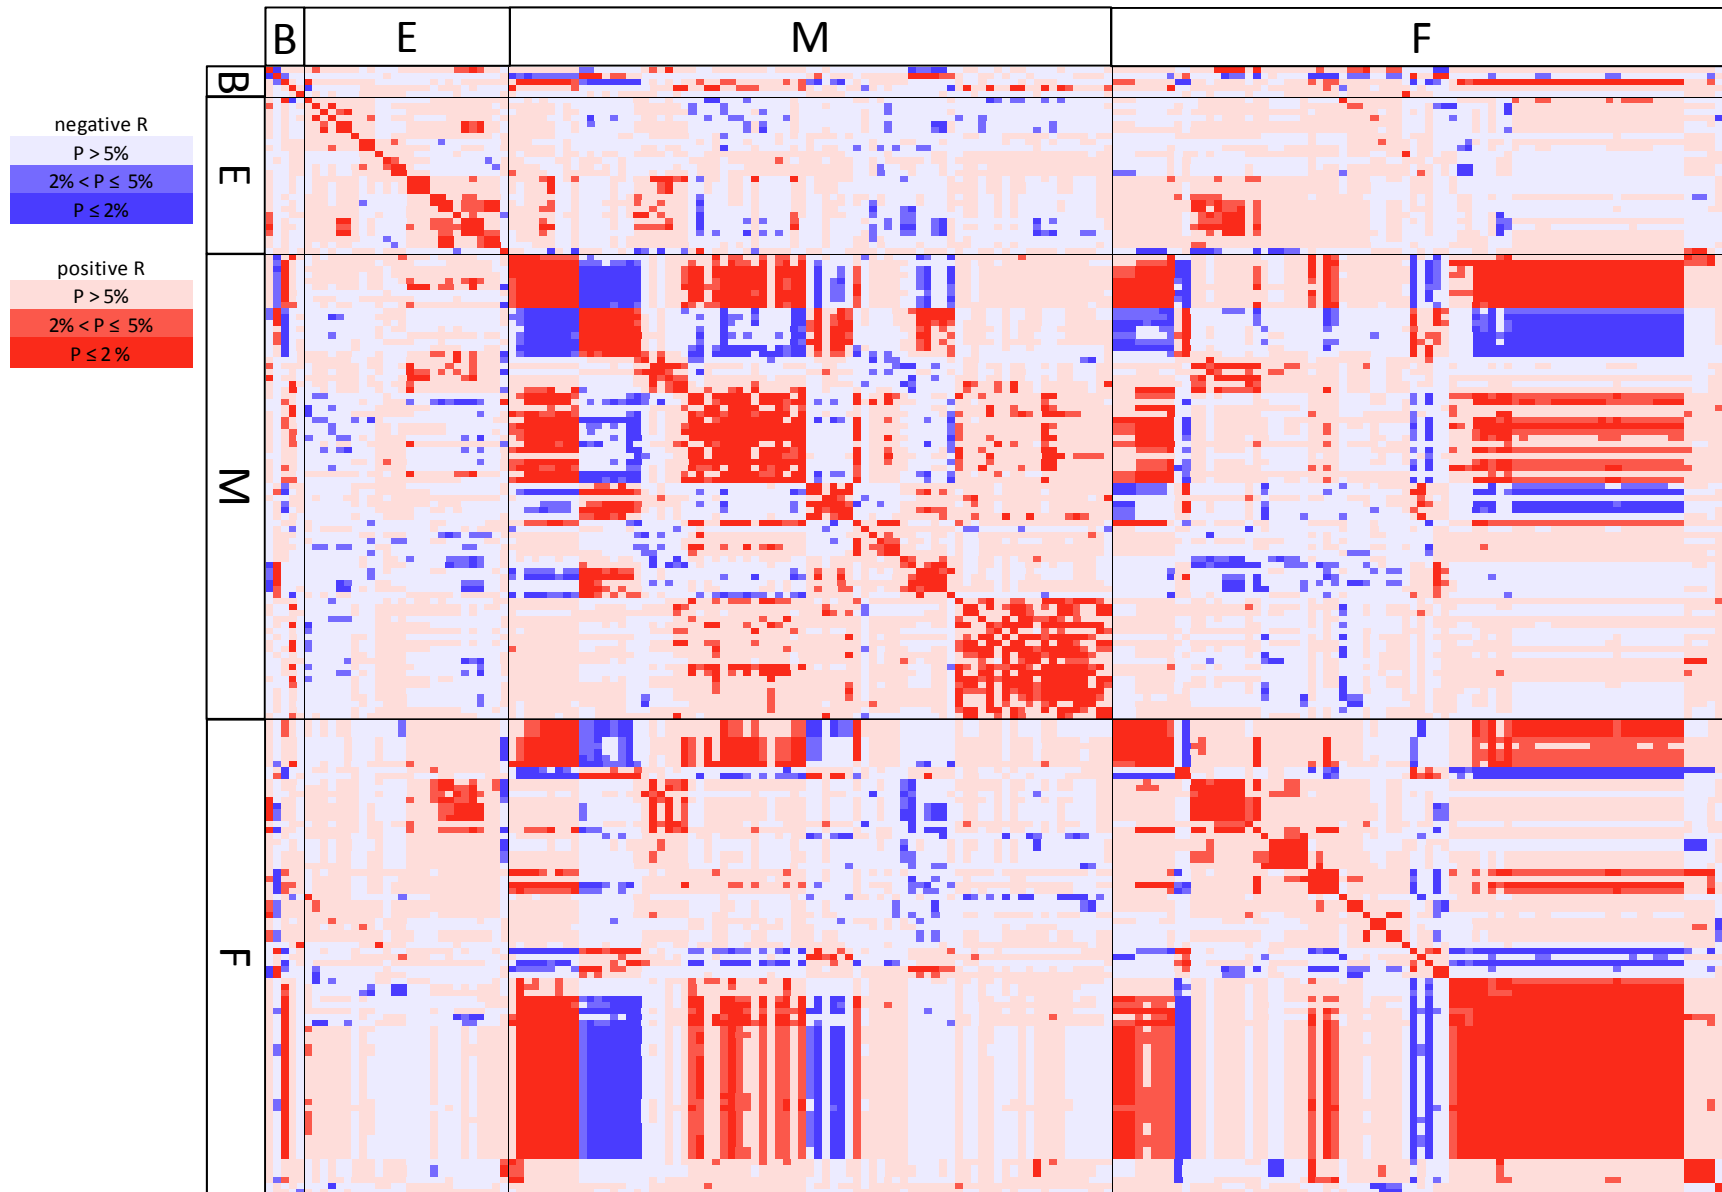 B E M F
B
E
M
F
negative R
P > 5%
2% < P ≤ 5%
P ≤ 2%
positive R
P > 5%
2% < P ≤ 5%
P ≤ 2 %